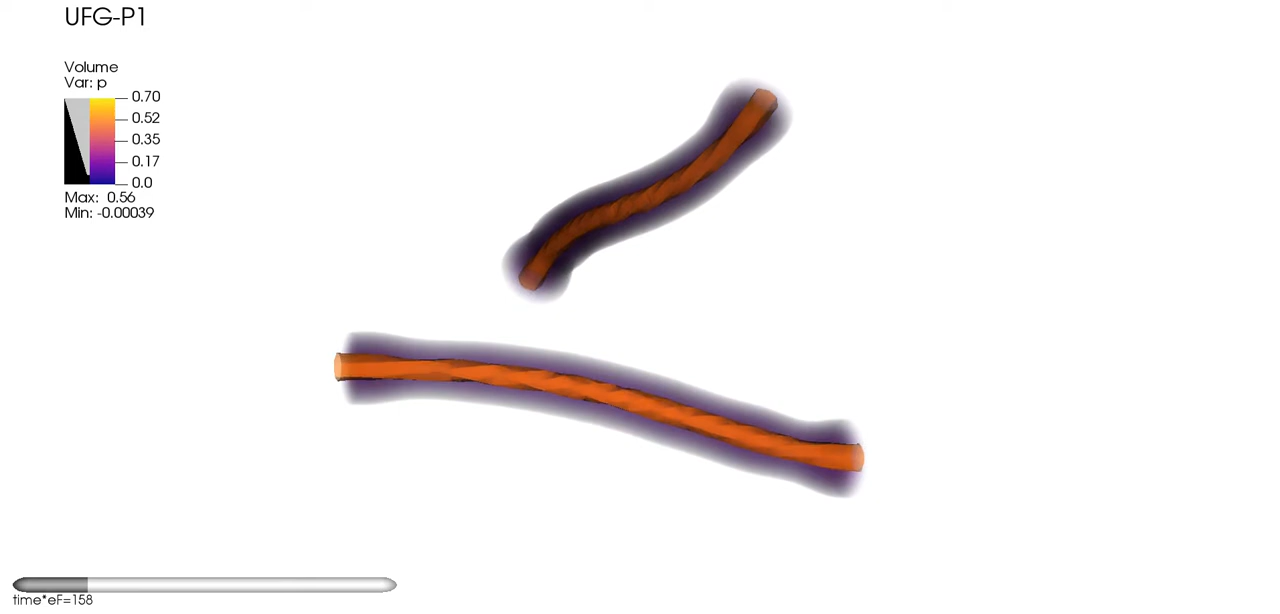 UFG-P1
Volume
Var: p
0.70
0.52
0.35
0.17
0.0
Max: 0.56
Min: -0.00039
time*eF=158